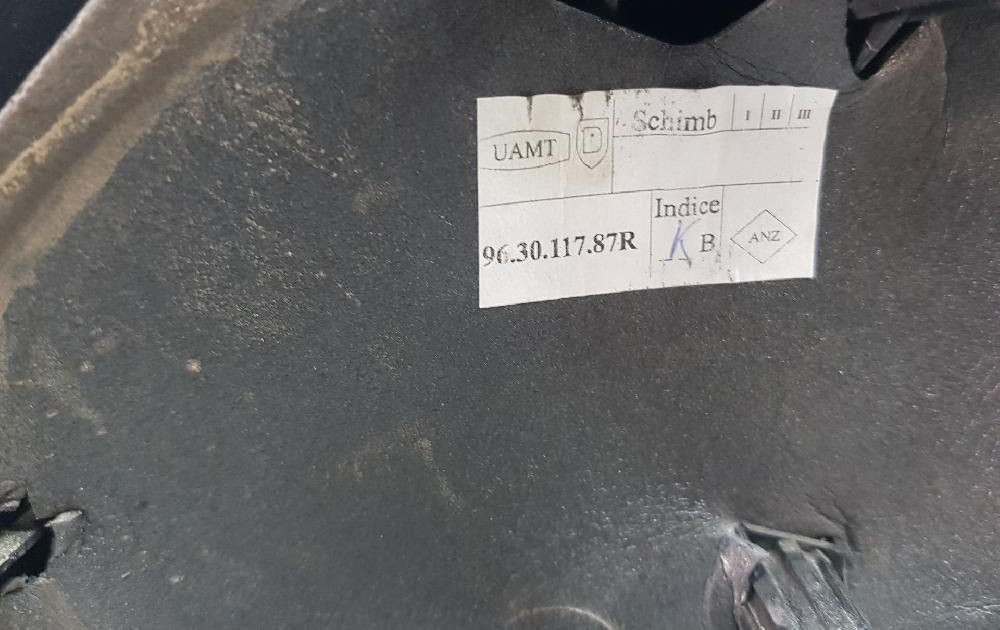 UAMT D Schimb I II III
Indice
96.30.117.87R K B ANZ